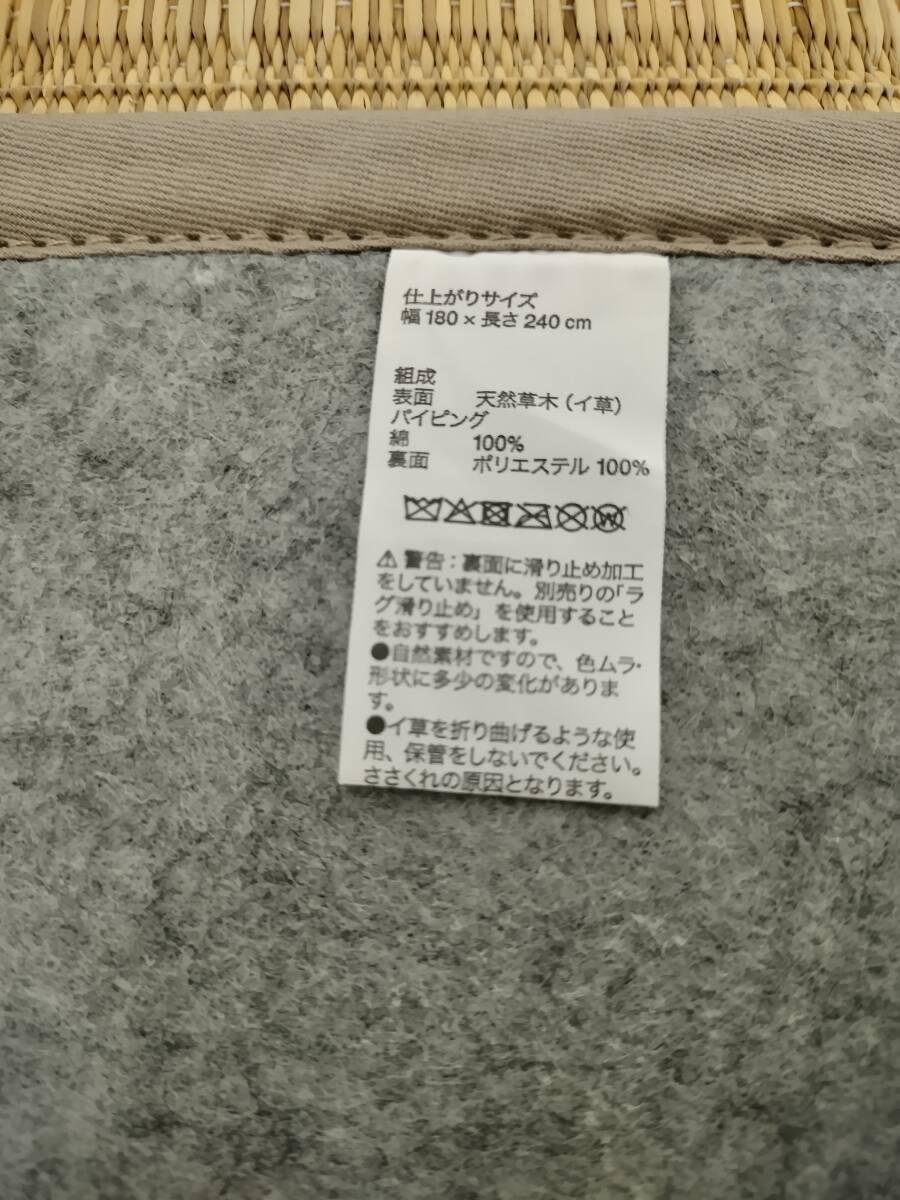 仕上がりサイズ
幅 180 × 長さ 240 cm
組成
表面 天然草木（イ草）
パイピング
綿 100%
裏面 ポリエステル 100%
⚠ 警告：裏面に滑り止め加工
をしていません。別売りの「ラ
グ滑り止め」を使用すること
をおすすめします。
●自然素材ですので、色ムラ・
形状に多少の変化がありま
す。
●イ草を折り曲げるような使
用、保管をしないでください。
ささくれの原因となります。